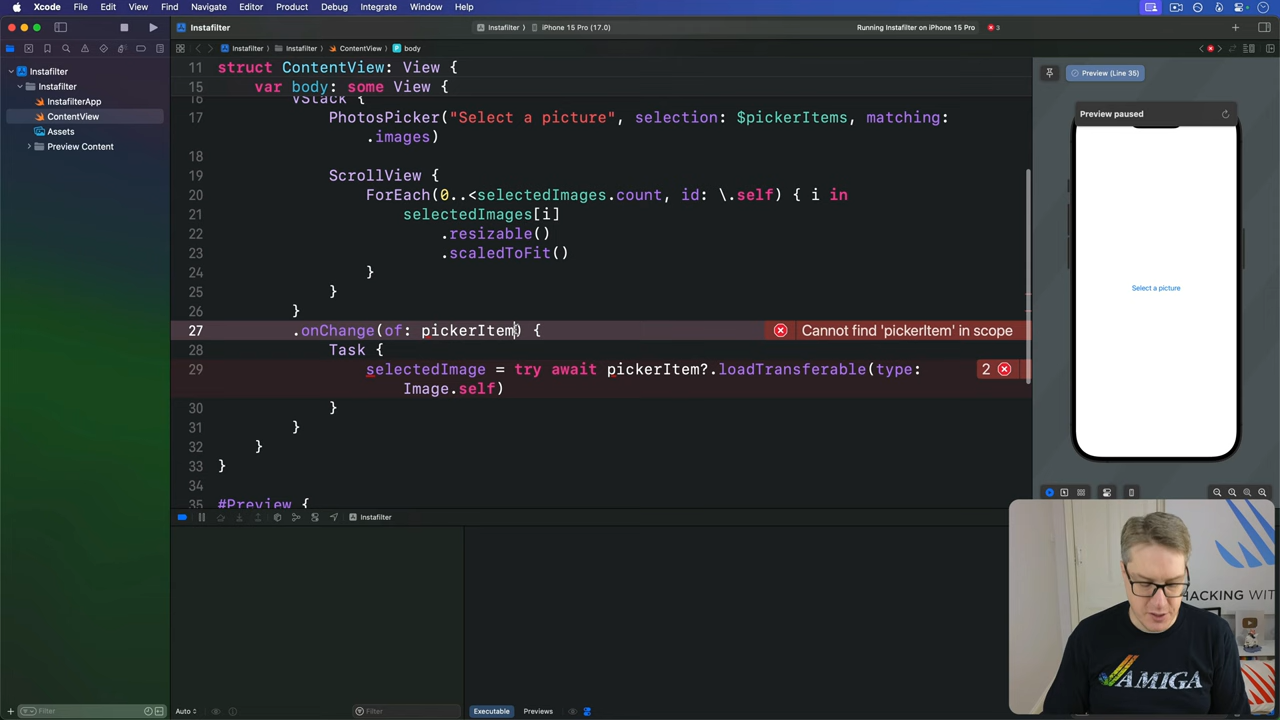 Xcode File Edit View Find Navigate Editor Product Debug Integrate Window Help
Instafilter
Instafilter iPhone 15 Pro (17.0)
Running Instafilter on iPhone 15 Pro 3
Instafilter Instafilter ContentView body
Instafilter
Instafilter
InstafilterApp
ContentView
Assets
Preview Content
11 struct ContentView: View {
15 var body: some View {
16 VStack {
17 PhotosPicker("Select a picture", selection: $pickerItems, matching:
.images)
18
19 ScrollView {
20 ForEach(0..<selectedImages.count, id: \.self) { i in
21 selectedImages[i]
22 .resizable()
23 .scaledToFit()
24 }
25 }
26 }
27 .onChange(of: pickerItem) { Cannot find 'pickerItem' in scope
28 Task {
29 selectedImage = try await pickerItem?.loadTransferable(type: 2
Image.self)
30 }
31 }
32 }
33 }
34
35 #Preview {
Preview (Line 35)
Preview paused
Select a picture
Instafilter
Filter
Auto
Filter
Executable Previews
HACKING WIT
AMIGA